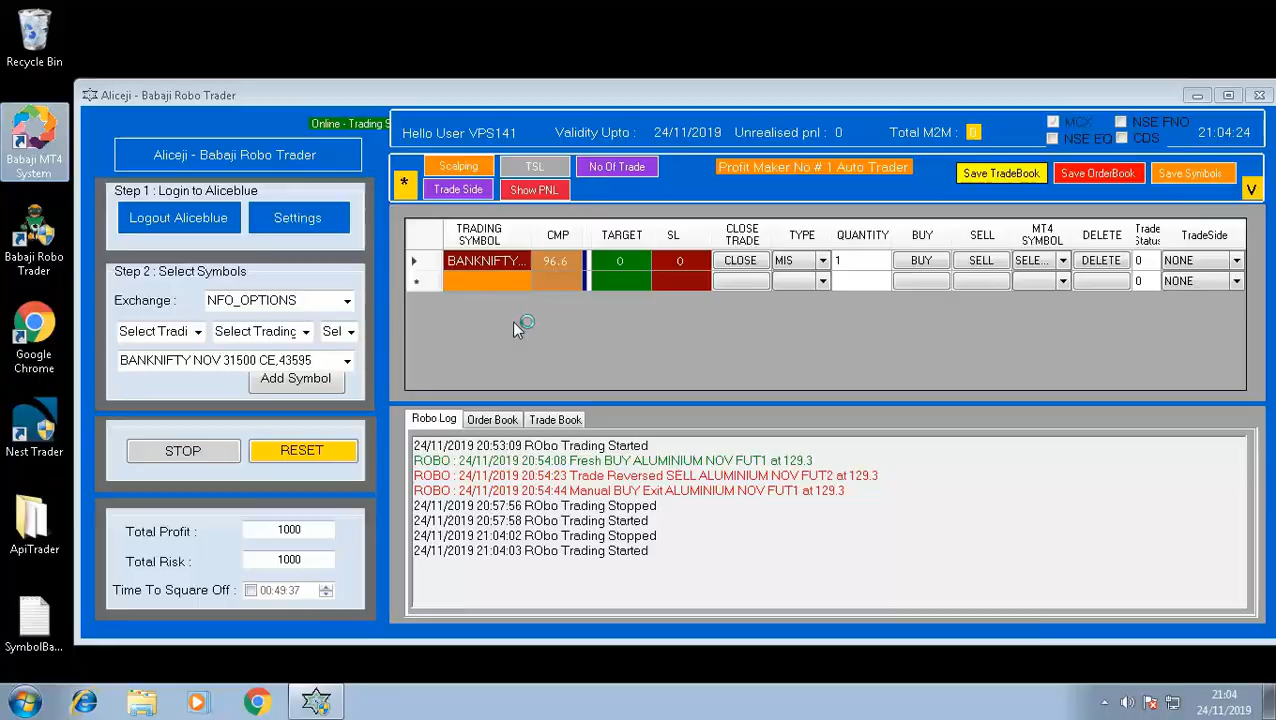 Recycle Bin
Babaji MT4
System
Babaji Robo
Trader
Google
Chrome
Nest Trader
ApiTrader
SymbolBa...
Aliceji - Babaji Robo Trader
Online - Trading S
Aliceji - Babaji Robo Trader
Hello User VPS141 Validity Upto : 24/11/2019 Unrealised pnl : 0 Total M2M : 0
MCX NSE FNO
NSE EQ CDS
21:04:24
* Scalping TSL No Of Trade
Trade Side Show PNL
Profit Maker No # 1 Auto Trader
Save TradeBook Save OrderBook Save Symbols
V
Step 1 : Login to Aliceblue
Logout Aliceblue Settings
Step 2 : Select Symbols
Exchange : NFO_OPTIONS
Select Tradi Select Trading Sel
BANKNIFTY NOV 31500 CE,43595
Add Symbol
STOP RESET
Total Profit : 1000
Total Risk : 1000
Time To Square Off : 00:49:37
TRADING SYMBOL CMP TARGET SL CLOSE TRADE TYPE QUANTITY BUY SELL MT4 SYMBOL DELETE Trade Status TradeSide
BANKNIFTY... 96.6 0 0 CLOSE MIS 1 BUY SELL SELE... DELETE 0 NONE
* 0 NONE
Robo Log Order Book Trade Book
24/11/2019 20:53:09 RObo Trading Started
ROBO : 24/11/2019 20:54:08 Fresh BUY ALUMINIUM NOV FUT1 at 129.3
ROBO : 24/11/2019 20:54:23 Trade Reversed SELL ALUMINIUM NOV FUT2 at 129.3
ROBO : 24/11/2019 20:54:44 Manual BUY Exit ALUMINIUM NOV FUT1 at 129.3
24/11/2019 20:57:56 RObo Trading Stopped
24/11/2019 20:57:58 RObo Trading Started
24/11/2019 21:04:02 RObo Trading Stopped
24/11/2019 21:04:03 RObo Trading Started
21:04
24/11/2019